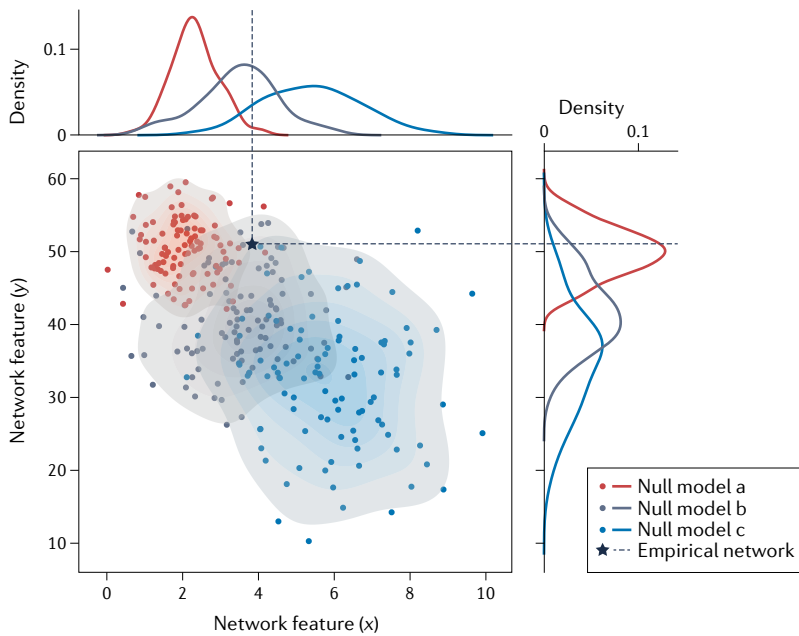 Density
0.1
0
Density
0
0.1
Network feature (y)
60
50
40
30
20
10
0
2
4
6
8
10
Network feature (x)
Null model a
Null model b
Null model c
Empirical network